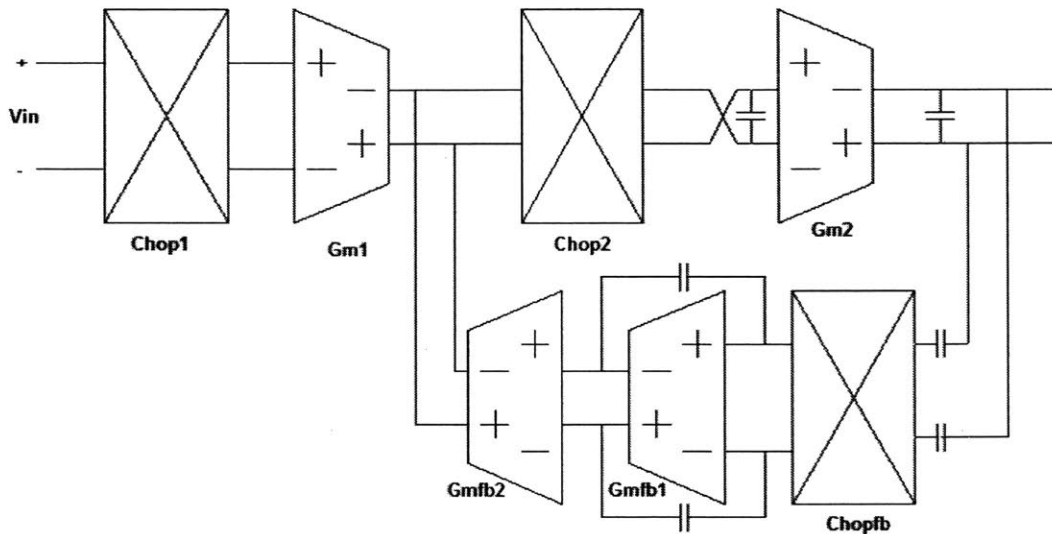 +
Vin
-
Chop1
+
-
Gm1
-
+
Chop2
+
-
Gm2
-
+
-
+
Gmfb2
+
-
-
+
Gmfb1
+
-
Chopfb